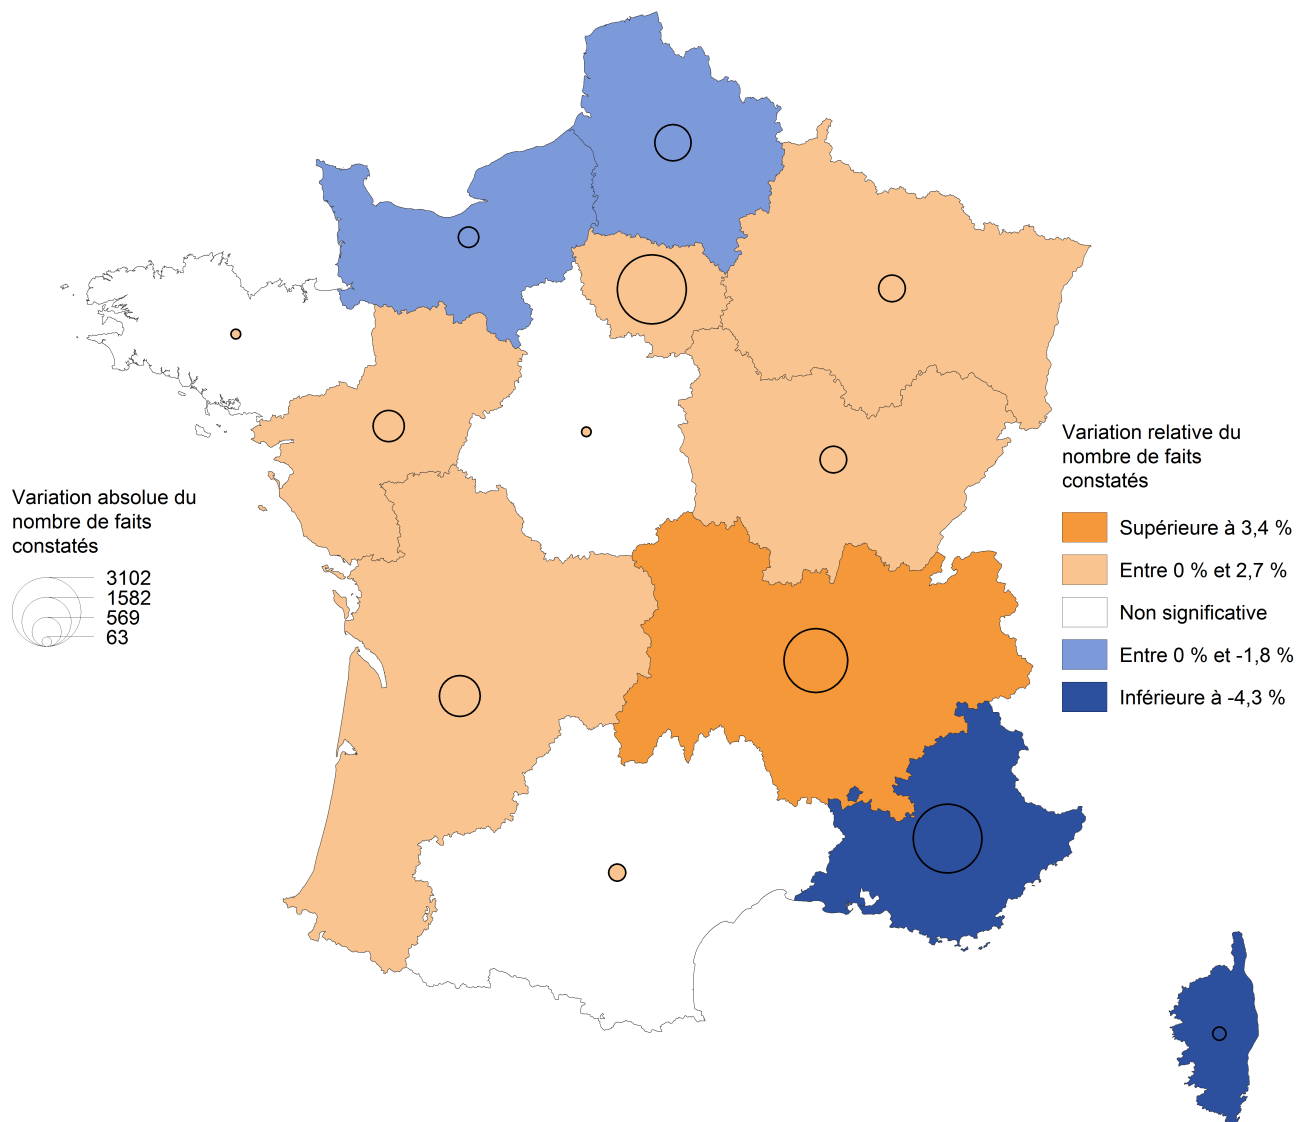 Variation absolue du
nombre de faits
constatés
3102
1582
569
63
Variation relative du
nombre de faits
constatés
Supérieure à 3,4 %
Entre 0 % et 2,7 %
Non significative
Entre 0 % et -1,8 %
Inférieure à -4,3 %